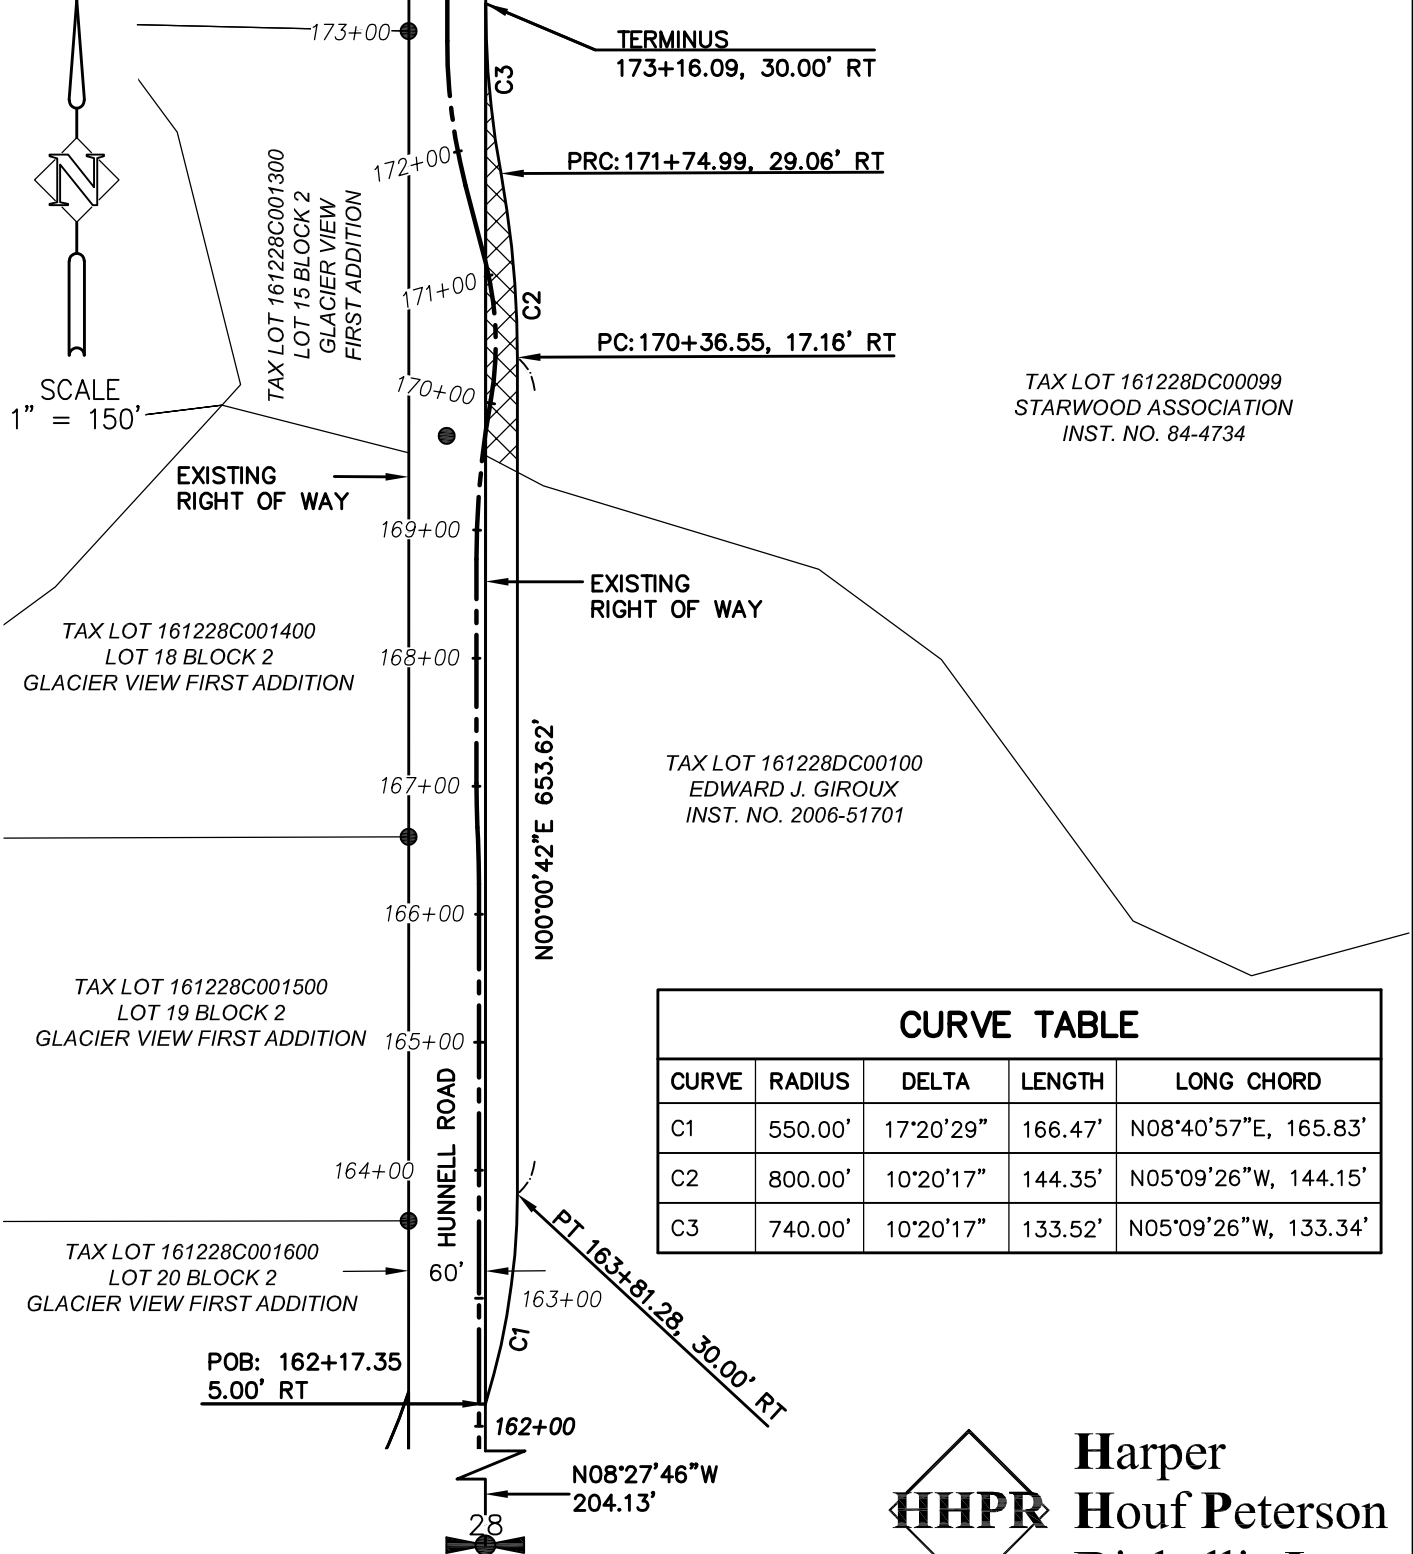 173+00
TERMINUS
173+16.09, 30.00' RT
C3
N
172+00
PRC: 171+74.99, 29.06' RT
TAX LOT 161228C001300
LOT 15 BLOCK 2
GLACIER VIEW
FIRST ADDITION
171+00
C2
PC: 170+36.55, 17.16' RT
SCALE
1" = 150'
170+00
TAX LOT 161228DC00099
STARWOOD ASSOCIATION
INST. NO. 84-4734
EXISTING
RIGHT OF WAY
169+00
EXISTING
RIGHT OF WAY
TAX LOT 161228C001400
LOT 18 BLOCK 2
GLACIER VIEW FIRST ADDITION
168+00
N00°00'42"E 653.62'
TAX LOT 161228DC00100
EDWARD J. GIROUX
INST. NO. 2006-51701
167+00
166+00
TAX LOT 161228C001500
LOT 19 BLOCK 2
GLACIER VIEW FIRST ADDITION
165+00
CURVE TABLE
CURVE RADIUS DELTA LENGTH LONG CHORD
C1 550.00' 17°20'29" 166.47' N08°40'57"E, 165.83'
C2 800.00' 10°20'17" 144.35' N05°09'26"W, 144.15'
C3 740.00' 10°20'17" 133.52' N05°09'26"W, 133.34'
HUNNELL ROAD
164+00
PT 163+81.28, 30.00' RT
TAX LOT 161228C001600
LOT 20 BLOCK 2
GLACIER VIEW FIRST ADDITION
60'
163+00
C1
POB: 162+17.35
5.00' RT
162+00
N08°27'46"W
204.13'
28
HHPR
Harper
Houf Peterson